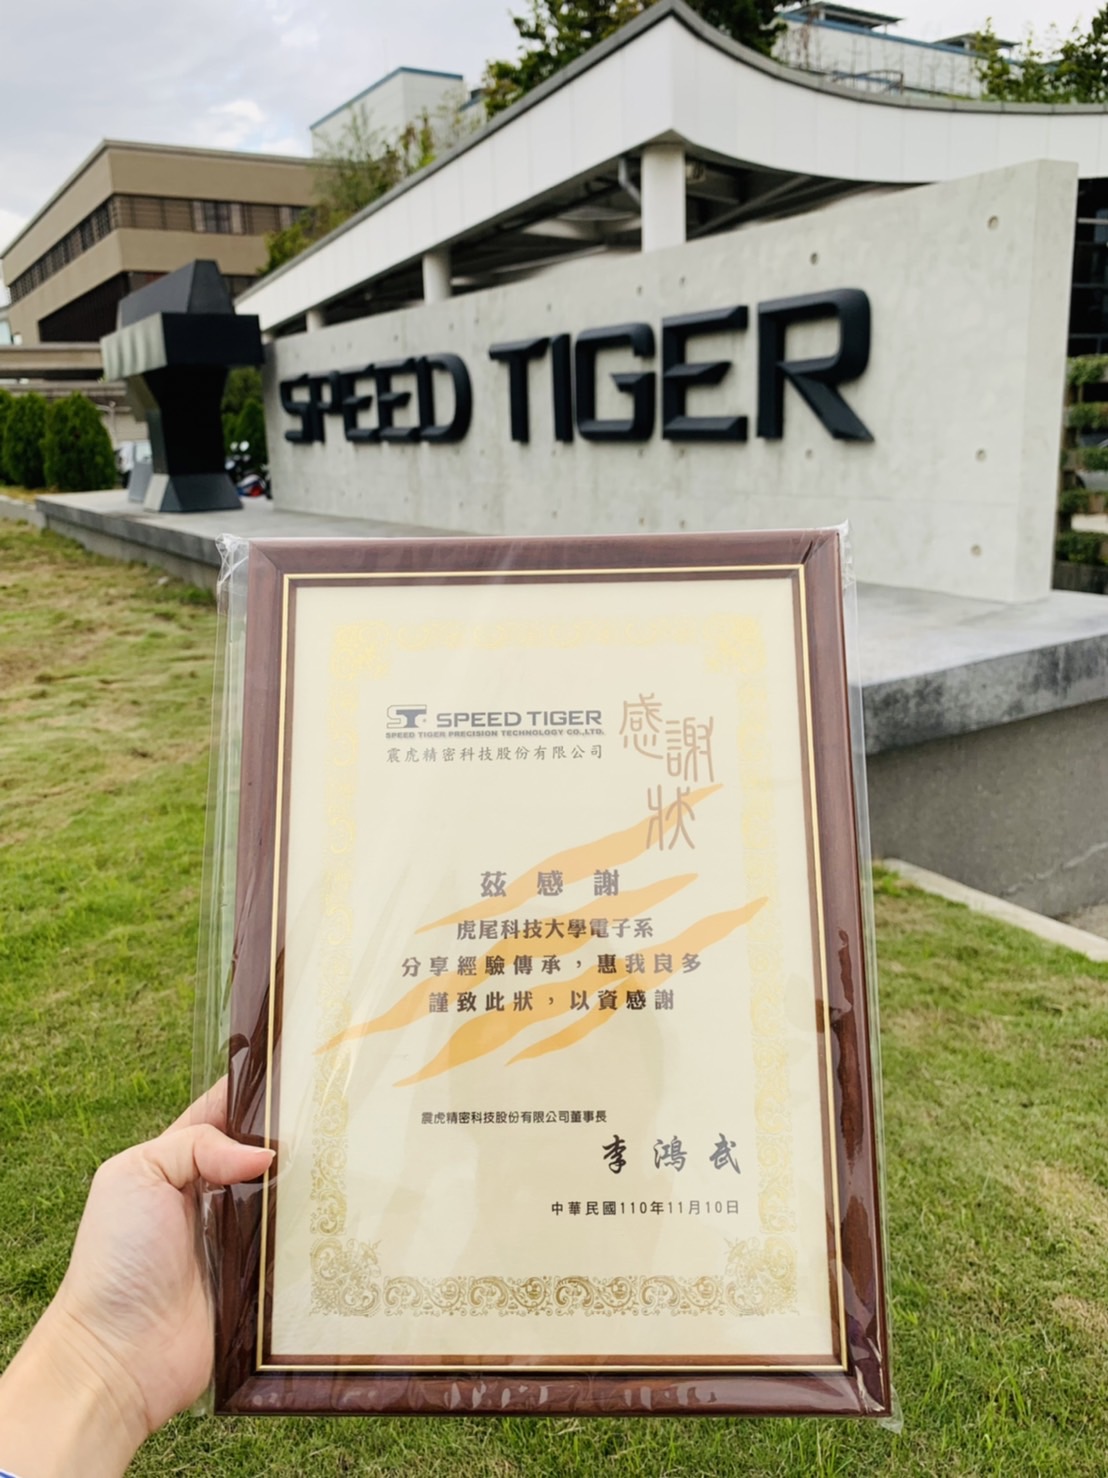 SPEED TIGER
ST SPEED TIGER
SPEED TIGER PRECISION TECHNOLOGY CO.,LTD.
震虎精密科技股份有限公司
感謝狀
茲感謝
虎尾科技大學電子系
分享經驗傳承，惠我良多
謹致此狀，以資感謝
震虎精密科技股份有限公司董事長
李鴻武
中華民國110年11月10日